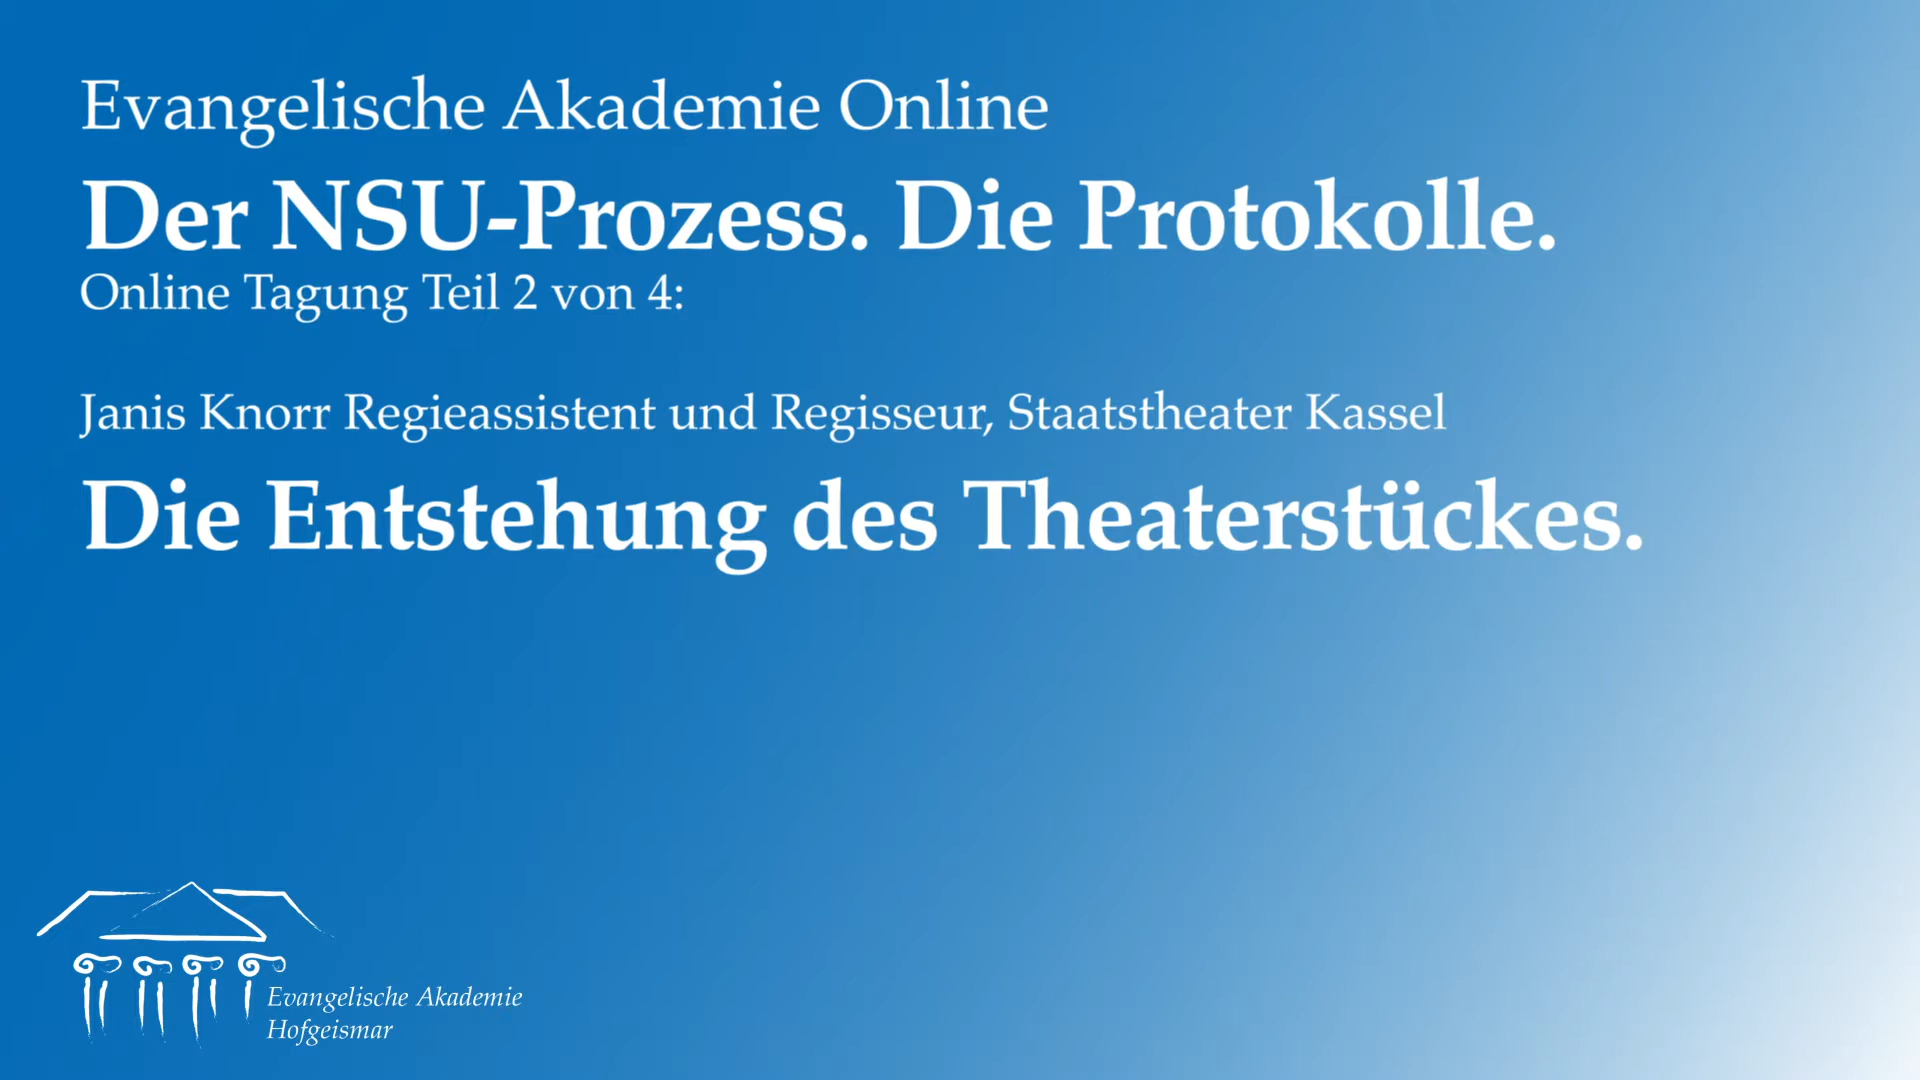 Evangelische Akademie Online
Der NSU-Prozess. Die Protokolle.
Online Tagung Teil 2 von 4:
Janis Knorr Regieassistent und Regisseur, Staatstheater Kassel
Die Entstehung des Theaterstückes.
Evangelische Akademie
Hofgeismar